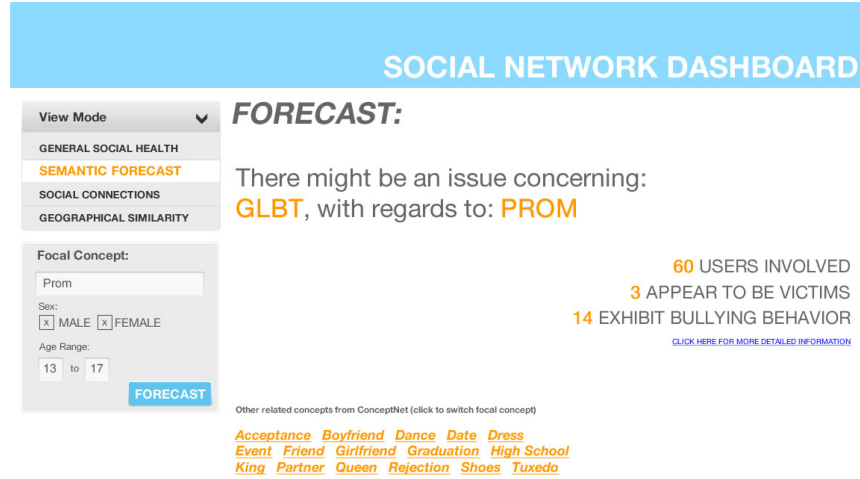 SOCIAL NETWORK DASHBOARD
View Mode
GENERAL SOCIAL HEALTH
SEMANTIC FORECAST
SOCIAL CONNECTIONS
GEOGRAPHICAL SIMILARITY
Focal Concept:
Prom
Sex:
x MALE x FEMALE
Age Range:
13 to 17
FORECAST
FORECAST:
There might be an issue concerning:
GLBT, with regards to: PROM
60 USERS INVOLVED
3 APPEAR TO BE VICTIMS
14 EXHIBIT BULLYING BEHAVIOR
CLICK HERE FOR MORE DETAILED INFORMATION
Other related concepts from ConceptNet (click to switch focal concept)
Acceptance Boyfriend Dance Date Dress
Event Friend Girlfriend Graduation High School
King Partner Queen Rejection Shoes Tuxedo